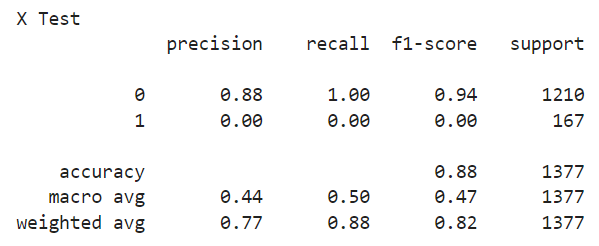 X Test
precision recall f1-score support
0 0.88 1.00 0.94 1210
1 0.00 0.00 0.00 167
accuracy 0.88 1377
macro avg 0.44 0.50 0.47 1377
weighted avg 0.77 0.88 0.82 1377